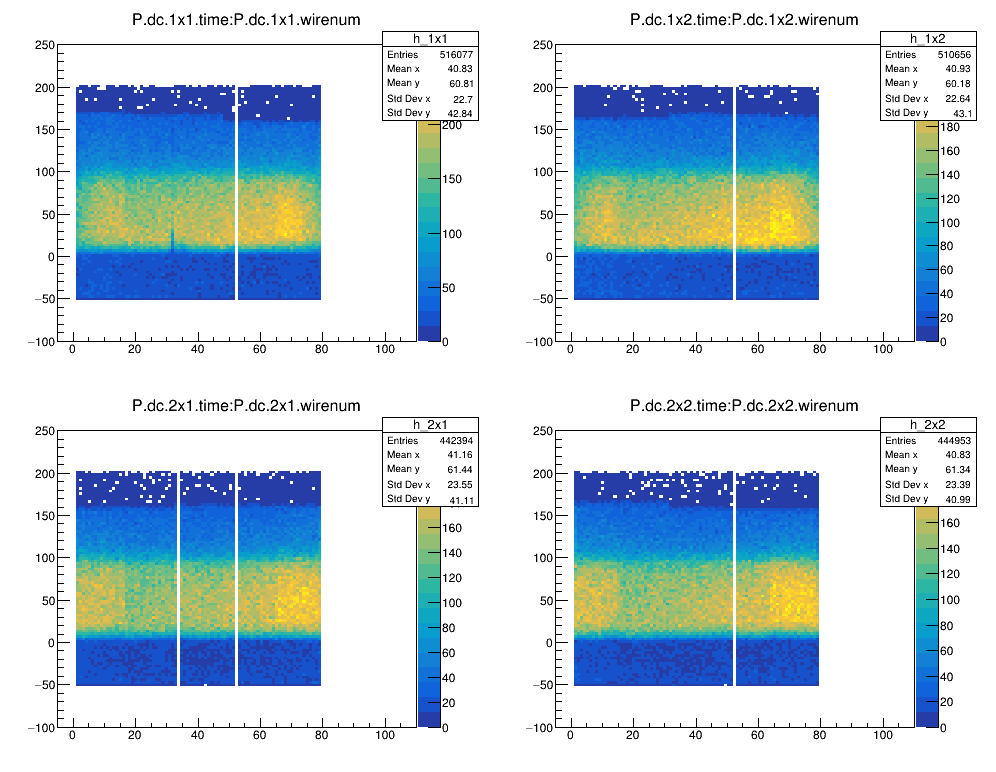 P.dc.1x1.time:P.dc.1x1.wirenum
h_1x1
Entries 516077
Mean x 40.83
Mean y 60.81
Std Dev x 22.7
Std Dev y 42.84
250
200
150
100
50
0
−50
−100
0 20 40 60 80 100
200
150
100
50
0
P.dc.1x2.time:P.dc.1x2.wirenum
h_1x2
Entries 510656
Mean x 40.93
Mean y 60.18
Std Dev x 22.64
Std Dev y 43.1
250
200
150
100
50
0
−50
−100
0 20 40 60 80 100
180
160
140
120
100
80
60
40
20
0
P.dc.2x1.time:P.dc.2x1.wirenum
h_2x1
Entries 442394
Mean x 41.16
Mean y 61.44
Std Dev x 23.55
Std Dev y 41.11
250
200
150
100
50
0
−50
−100
0 20 40 60 80 100
160
140
120
100
80
60
40
20
0
P.dc.2x2.time:P.dc.2x2.wirenum
h_2x2
Entries 444953
Mean x 40.83
Mean y 61.34
Std Dev x 23.39
Std Dev y 40.99
250
200
150
100
50
0
−50
−100
0 20 40 60 80 100
160
140
120
100
80
60
40
20
0